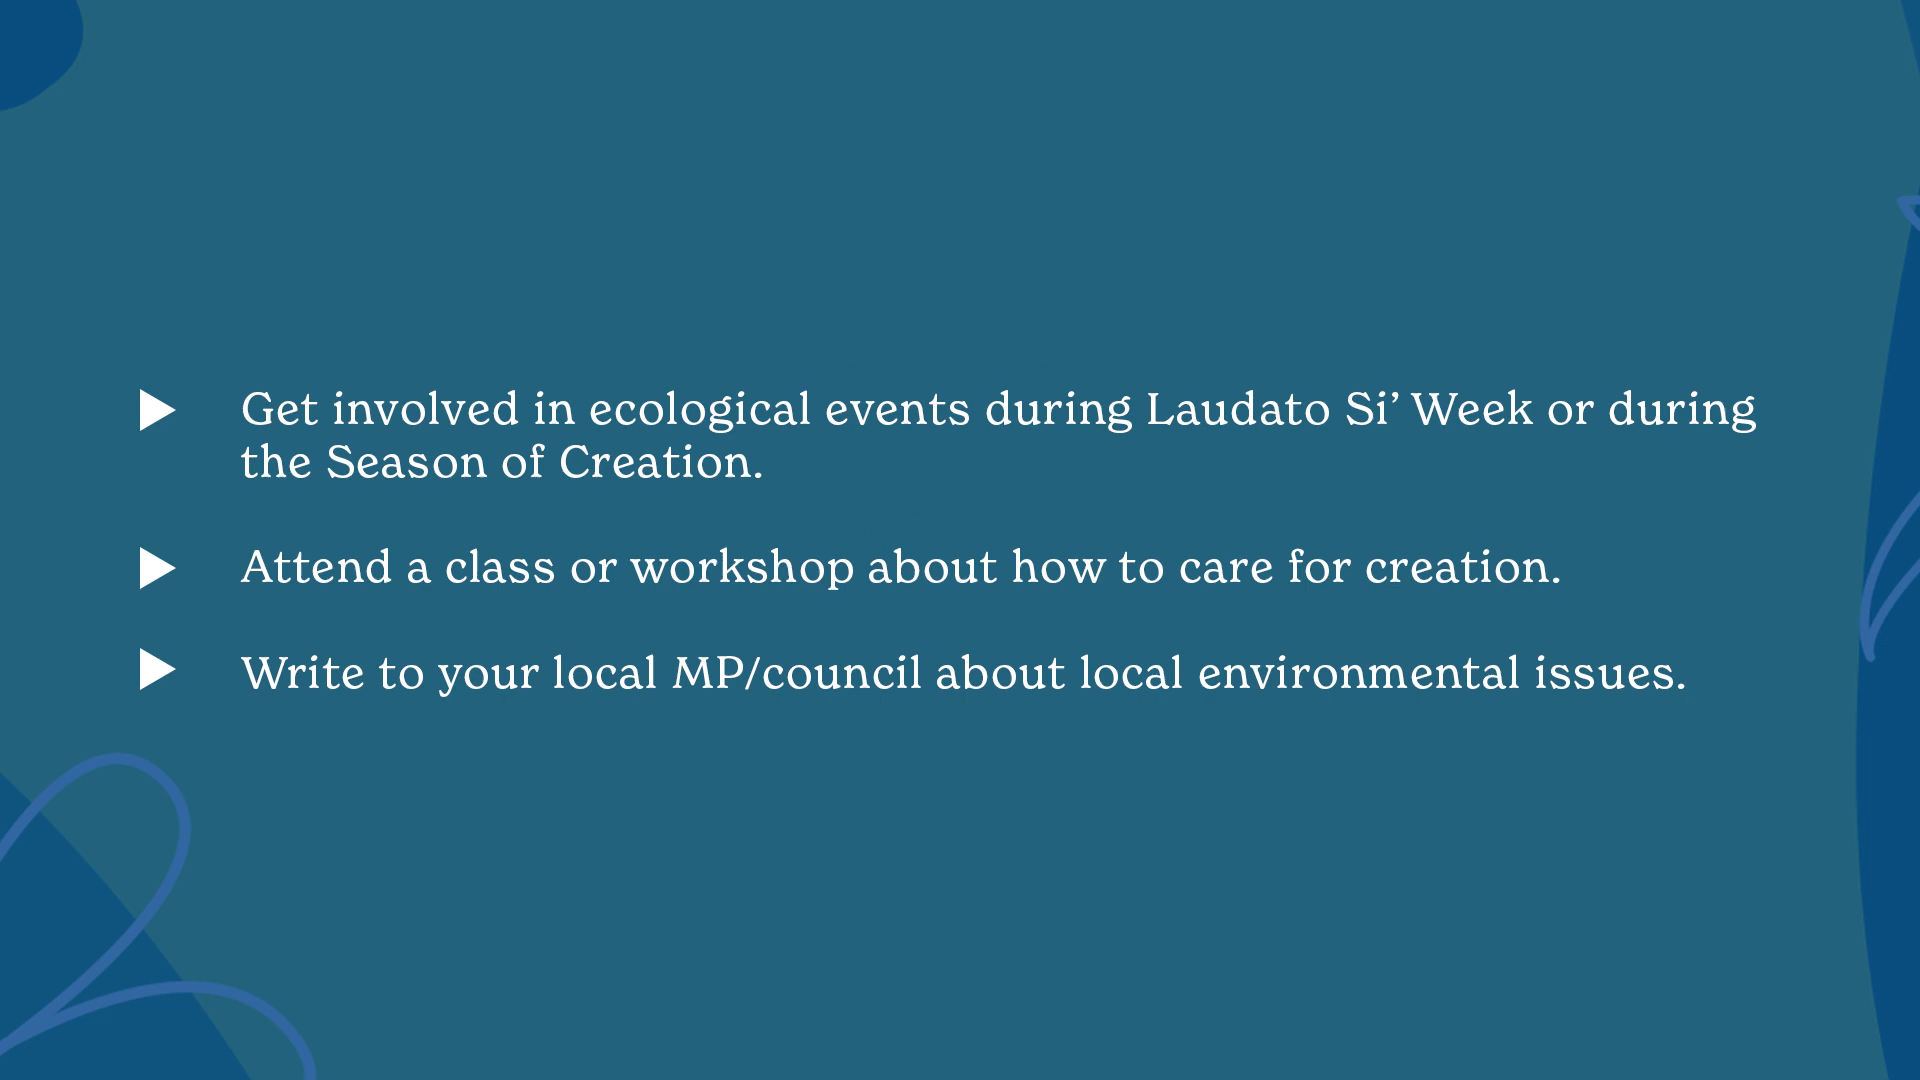 Get involved in ecological events during Laudato Si’ Week or during
the Season of Creation.
Attend a class or workshop about how to care for creation.
Write to your local MP/council about local environmental issues.